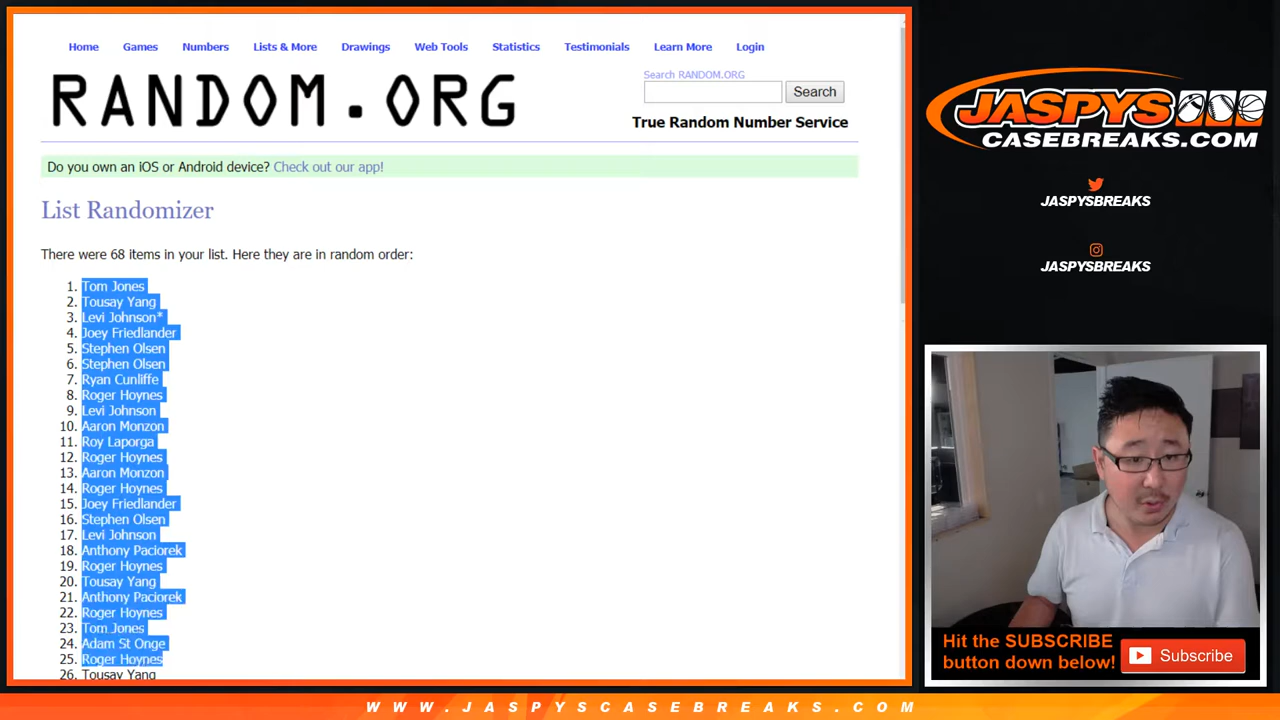 Home Games Numbers Lists & More Drawings Web Tools Statistics Testimonials Learn More Login
RANDOM.ORG
Search RANDOM.ORG
Search
True Random Number Service
Do you own an iOS or Android device? Check out our app!
List Randomizer
There were 68 items in your list. Here they are in random order:
1. Tom Jones
2. Tousay Yang
3. Levi Johnson*
4. Joey Friedlander
5. Stephen Olsen
6. Stephen Olsen
7. Ryan Cunliffe
8. Roger Hoynes
9. Levi Johnson
10. Aaron Monzon
11. Roy Laporga
12. Roger Hoynes
13. Aaron Monzon
14. Roger Hoynes
15. Joey Friedlander
16. Stephen Olsen
17. Levi Johnson
18. Anthony Paciorek
19. Roger Hoynes
20. Tousay Yang
21. Anthony Paciorek
22. Roger Hoynes
23. Tom Jones
24. Adam St Onge
25. Roger Hoynes
26. Tousay Yang
JASPYS
CASEBREAKS.COM
JASPYSBREAKS
JASPYSBREAKS
Hit the SUBSCRIBE
button down below!
Subscribe
WWW.JASPYSCASEBREAKS.COM